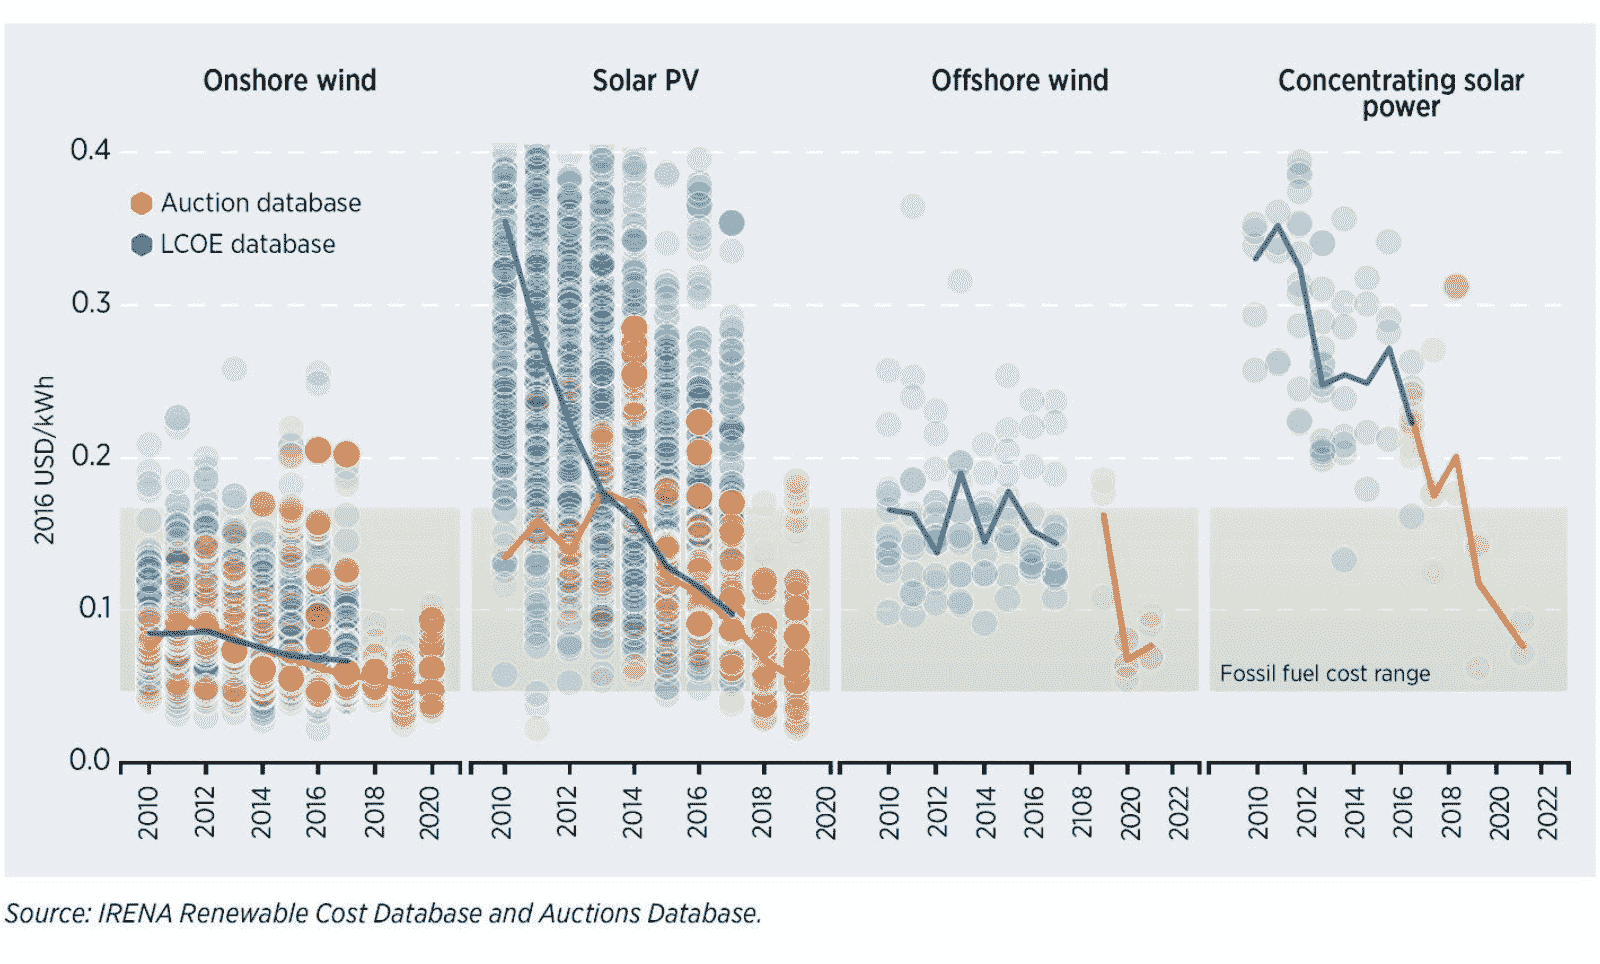 Onshore wind
Solar PV
Offshore wind
Concentrating solar
power
0.4
Auction database
LCOE database
0.3
2016 USD/kWh
0.2
0.1
Fossil fuel cost range
0.0
2010 2012 2014 2016 2018 2020
2010 2012 2014 2016 2018 2020
2010 2012 2014 2016 2108 2020 2022
2010 2012 2014 2016 2018 2020 2022
Source: IRENA Renewable Cost Database and Auctions Database.